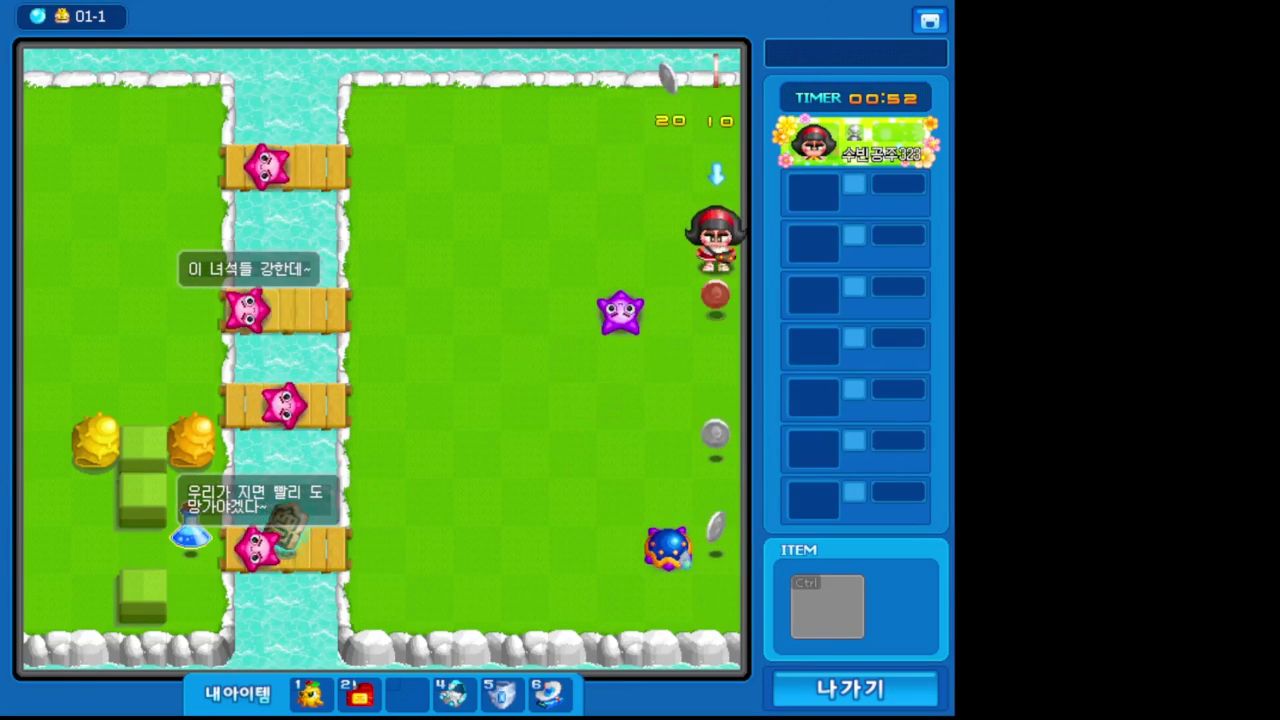 01-1
20 10
TIMER 00:52
수빈공주323
이 녀석들 강한데~
우리가 지면 빨리 도
망가야겠다~
ITEM
Ctrl
내아이템 1 2 4 5 6
나가기